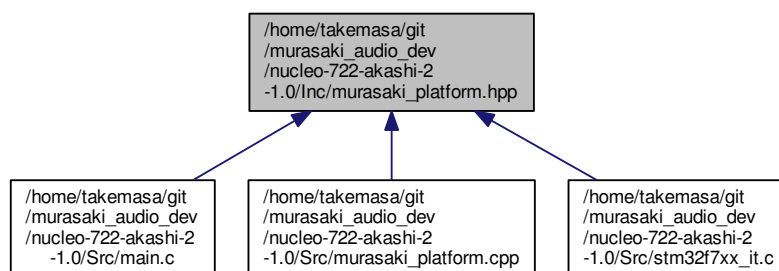 /home/takemasa/git
/murasaki_audio_dev
/nucleo-722-akashi-2
-1.0/Inc/murasaki_platform.hpp
/home/takemasa/git
/murasaki_audio_dev
/nucleo-722-akashi-2
-1.0/Src/main.c
/home/takemasa/git
/murasaki_audio_dev
/nucleo-722-akashi-2
-1.0/Src/murasaki_platform.cpp
/home/takemasa/git
/murasaki_audio_dev
/nucleo-722-akashi-2
-1.0/Src/stm32f7xx_it.c